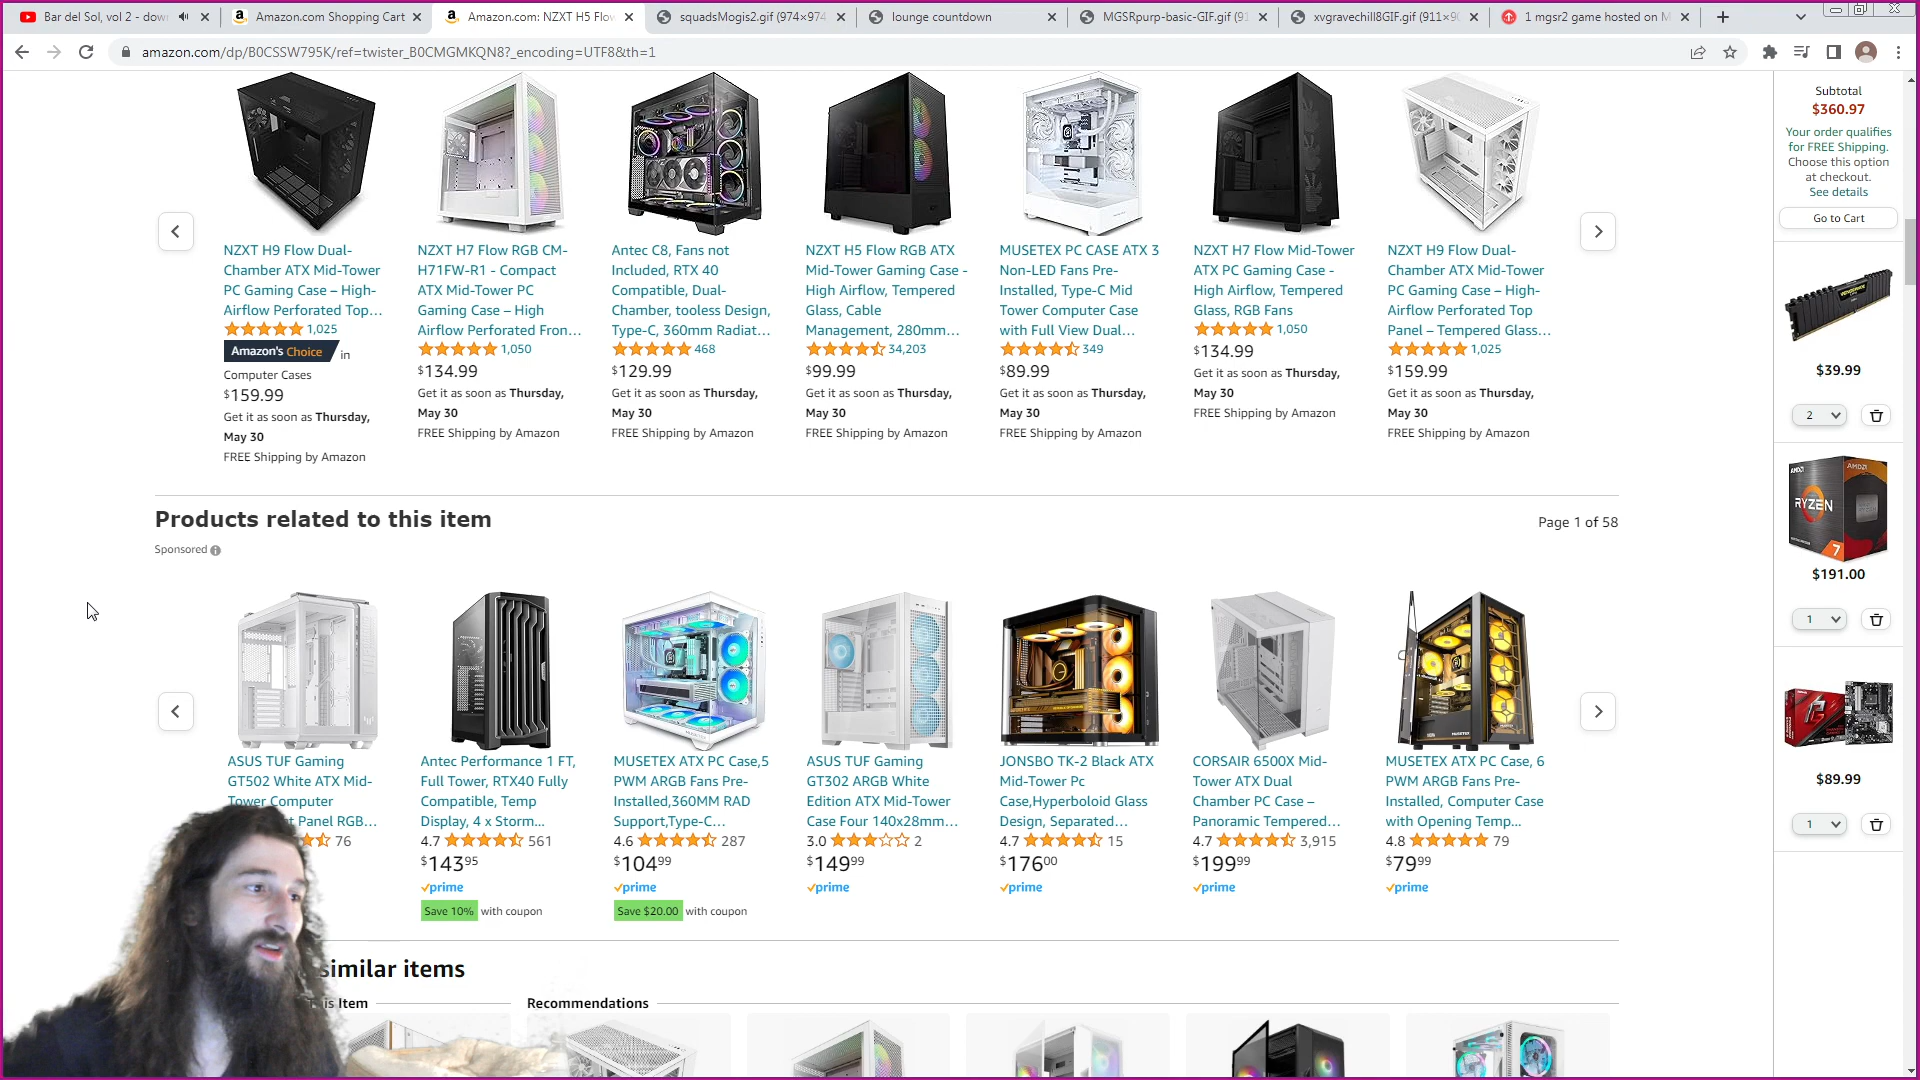 Bar del Sol, vol 2 - dow
Amazon.com Shopping Cart
Amazon.com: NZXT H5 Flow
squadsMogis2.gif (974×974
lounge countdown
MGSRpurp-basic-GIF.gif (91
xvgravechill8GIF.gif (911×90
1 mgsr2 game hosted on M
amazon.com/dp/B0CSSW795K/ref=twister_B0CMGMKQN8?_encoding=UTF8&th=1
NZXT H9 Flow Dual-
Chamber ATX Mid-Tower
PC Gaming Case – High-
Airflow Perforated Top…
1,025
Amazon's Choice in
Computer Cases
$159.99
Get it as soon as Thursday,
May 30
FREE Shipping by Amazon
NZXT H7 Flow RGB CM-
H71FW-R1 - Compact
ATX Mid-Tower PC
Gaming Case – High
Airflow Perforated Fron…
1,050
$134.99
Get it as soon as Thursday,
May 30
FREE Shipping by Amazon
Antec C8, Fans not
Included, RTX 40
Compatible, Dual-
Chamber, tooless Design,
Type-C, 360mm Radiat…
468
$129.99
Get it as soon as Thursday,
May 30
FREE Shipping by Amazon
NZXT H5 Flow RGB ATX
Mid-Tower Gaming Case -
High Airflow, Tempered
Glass, Cable
Management, 280mm…
34,203
$99.99
Get it as soon as Thursday,
May 30
FREE Shipping by Amazon
MUSETEX PC CASE ATX 3
Non-LED Fans Pre-
Installed, Type-C Mid
Tower Computer Case
with Full View Dual…
349
$89.99
Get it as soon as Thursday,
May 30
FREE Shipping by Amazon
NZXT H7 Flow Mid-Tower
ATX PC Gaming Case -
High Airflow, Tempered
Glass, RGB Fans
1,050
$134.99
Get it as soon as Thursday,
May 30
FREE Shipping by Amazon
NZXT H9 Flow Dual-
Chamber ATX Mid-Tower
PC Gaming Case – High-
Airflow Perforated Top
Panel – Tempered Glass…
1,025
$159.99
Get it as soon as Thursday,
May 30
FREE Shipping by Amazon
Products related to this item
Page 1 of 58
Sponsored
ASUS TUF Gaming
GT502 White ATX Mid-
Tower Computer
t Panel RGB…
76
Antec Performance 1 FT,
Full Tower, RTX40 Fully
Compatible, Temp
Display, 4 x Storm…
4.7 561
$143.95
prime
Save 10% with coupon
MUSETEX ATX PC Case,5
PWM ARGB Fans Pre-
Installed,360MM RAD
Support,Type-C…
4.6 287
$104.99
prime
Save $20.00 with coupon
ASUS TUF Gaming
GT302 ARGB White
Edition ATX Mid-Tower
Case Four 140x28mm…
3.0 2
$149.99
prime
JONSBO TK-2 Black ATX
Mid-Tower Pc
Case,Hyperboloid Glass
Design, Separated…
4.7 15
$176.00
prime
CORSAIR 6500X Mid-
Tower ATX Dual
Chamber PC Case –
Panoramic Tempered…
4.7 3,915
$199.99
prime
MUSETEX ATX PC Case, 6
PWM ARGB Fans Pre-
Installed, Computer Case
with Opening Temp…
4.8 79
$79.99
prime
similar items
This Item
Recommendations
Subtotal
$360.97
Your order qualifies
for FREE Shipping.
Choose this option
at checkout.
See details
Go to Cart
VENGEANCE
$39.99
2
AMD
AMD
RYZEN
7
$191.00
1
$89.99
1